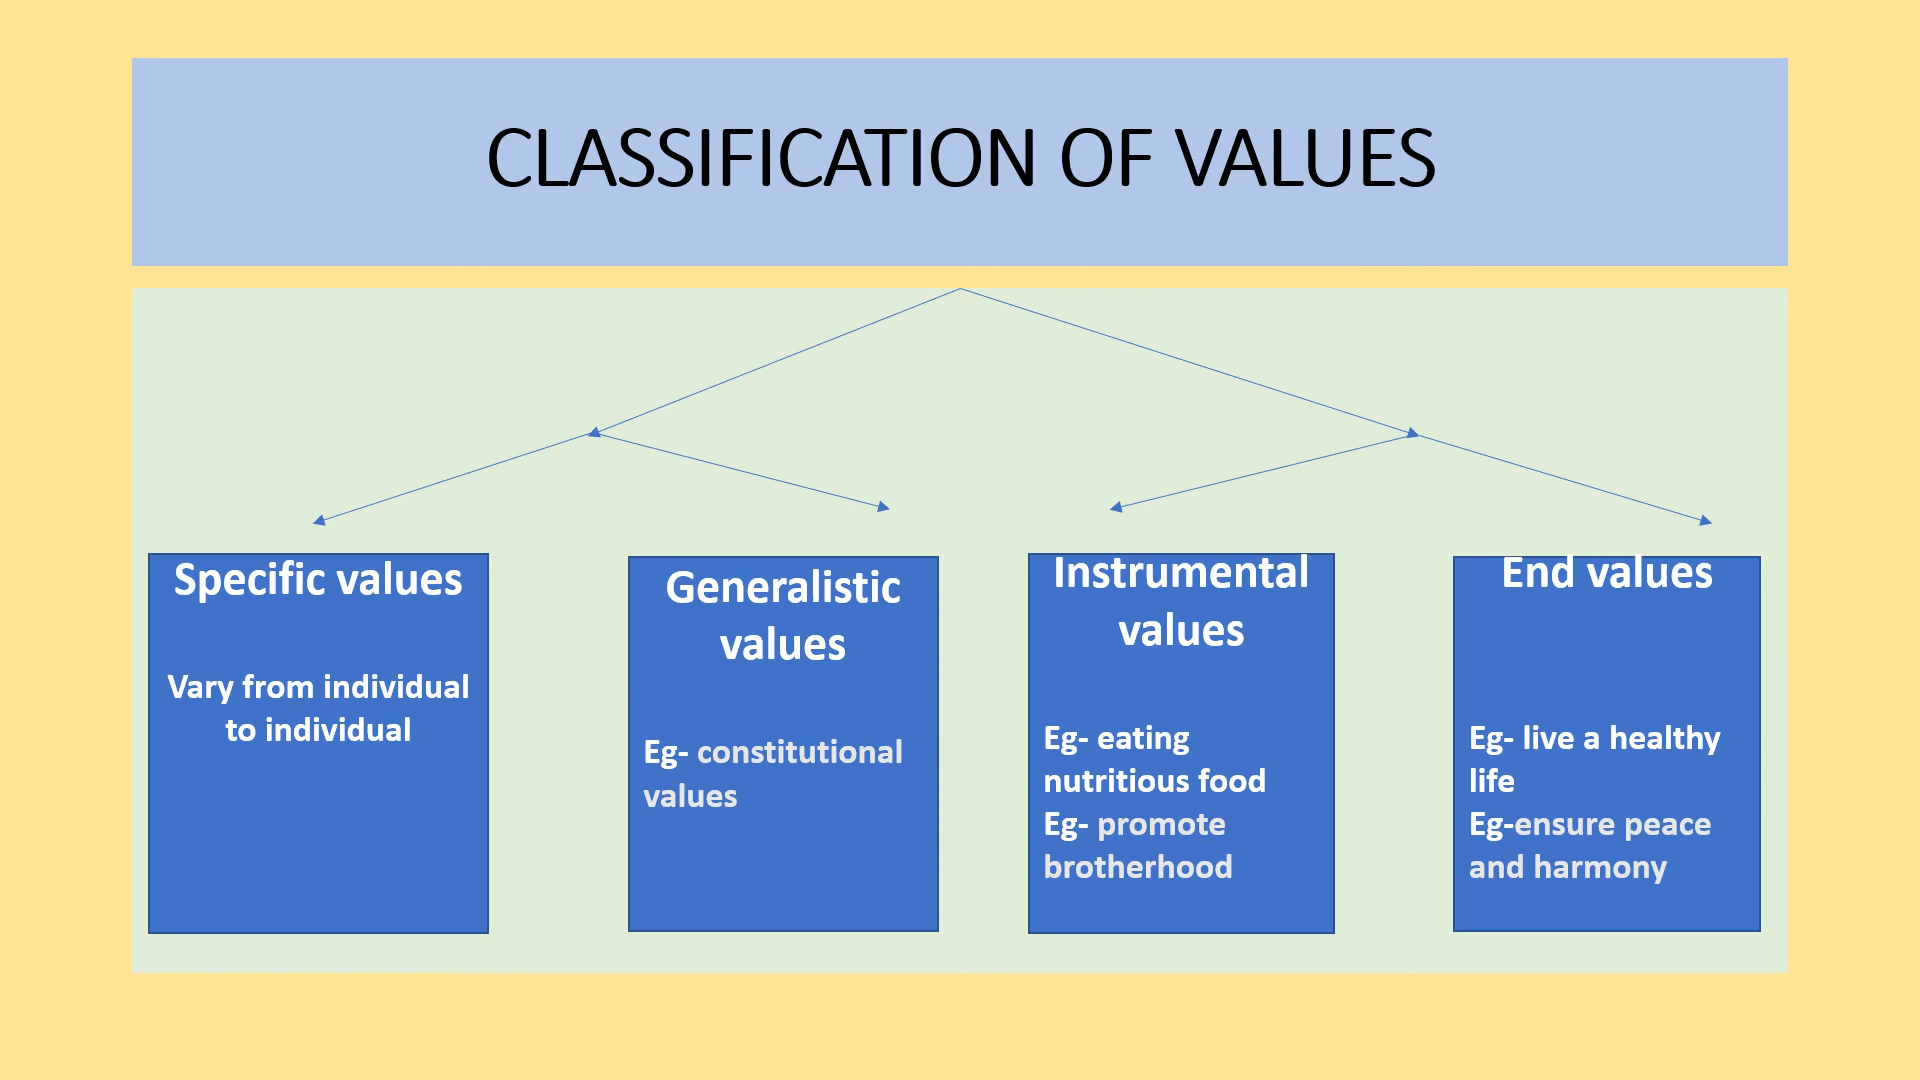 CLASSIFICATION OF VALUES
Specific values
Vary from individual
to individual
Generalistic
values
Eg- constitutional
values
Instrumental
values
Eg- eating
nutritious food
Eg- promote
brotherhood
End values
Eg- live a healthy
life
Eg-ensure peace
and harmony